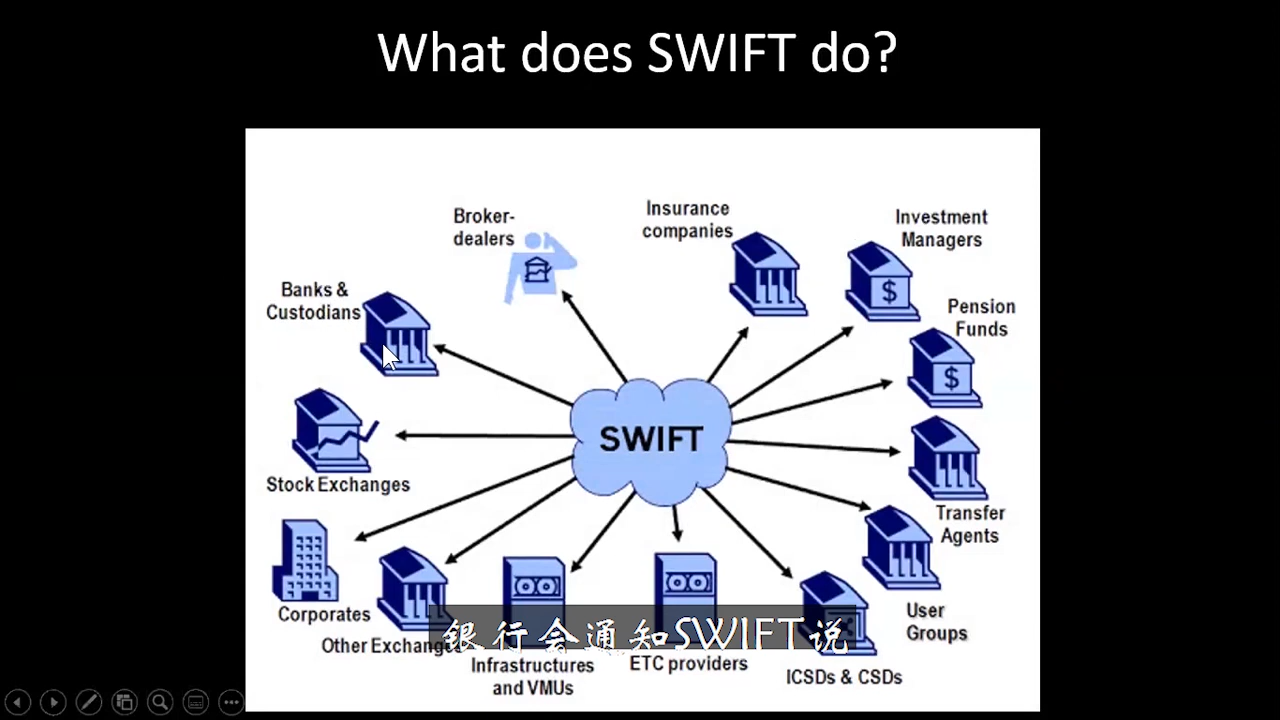 What does SWIFT do?
Broker-
dealers
Insurance
companies
Investment
Managers
Banks &
Custodians
Pension
Funds
SWIFT
Stock Exchanges
Transfer
Agents
Corporates
User
Groups
Other Exchange
银行会通知SWIFT说
Infrastructures
and VMUs
ETC providers
ICSDs & CSDs
$
$